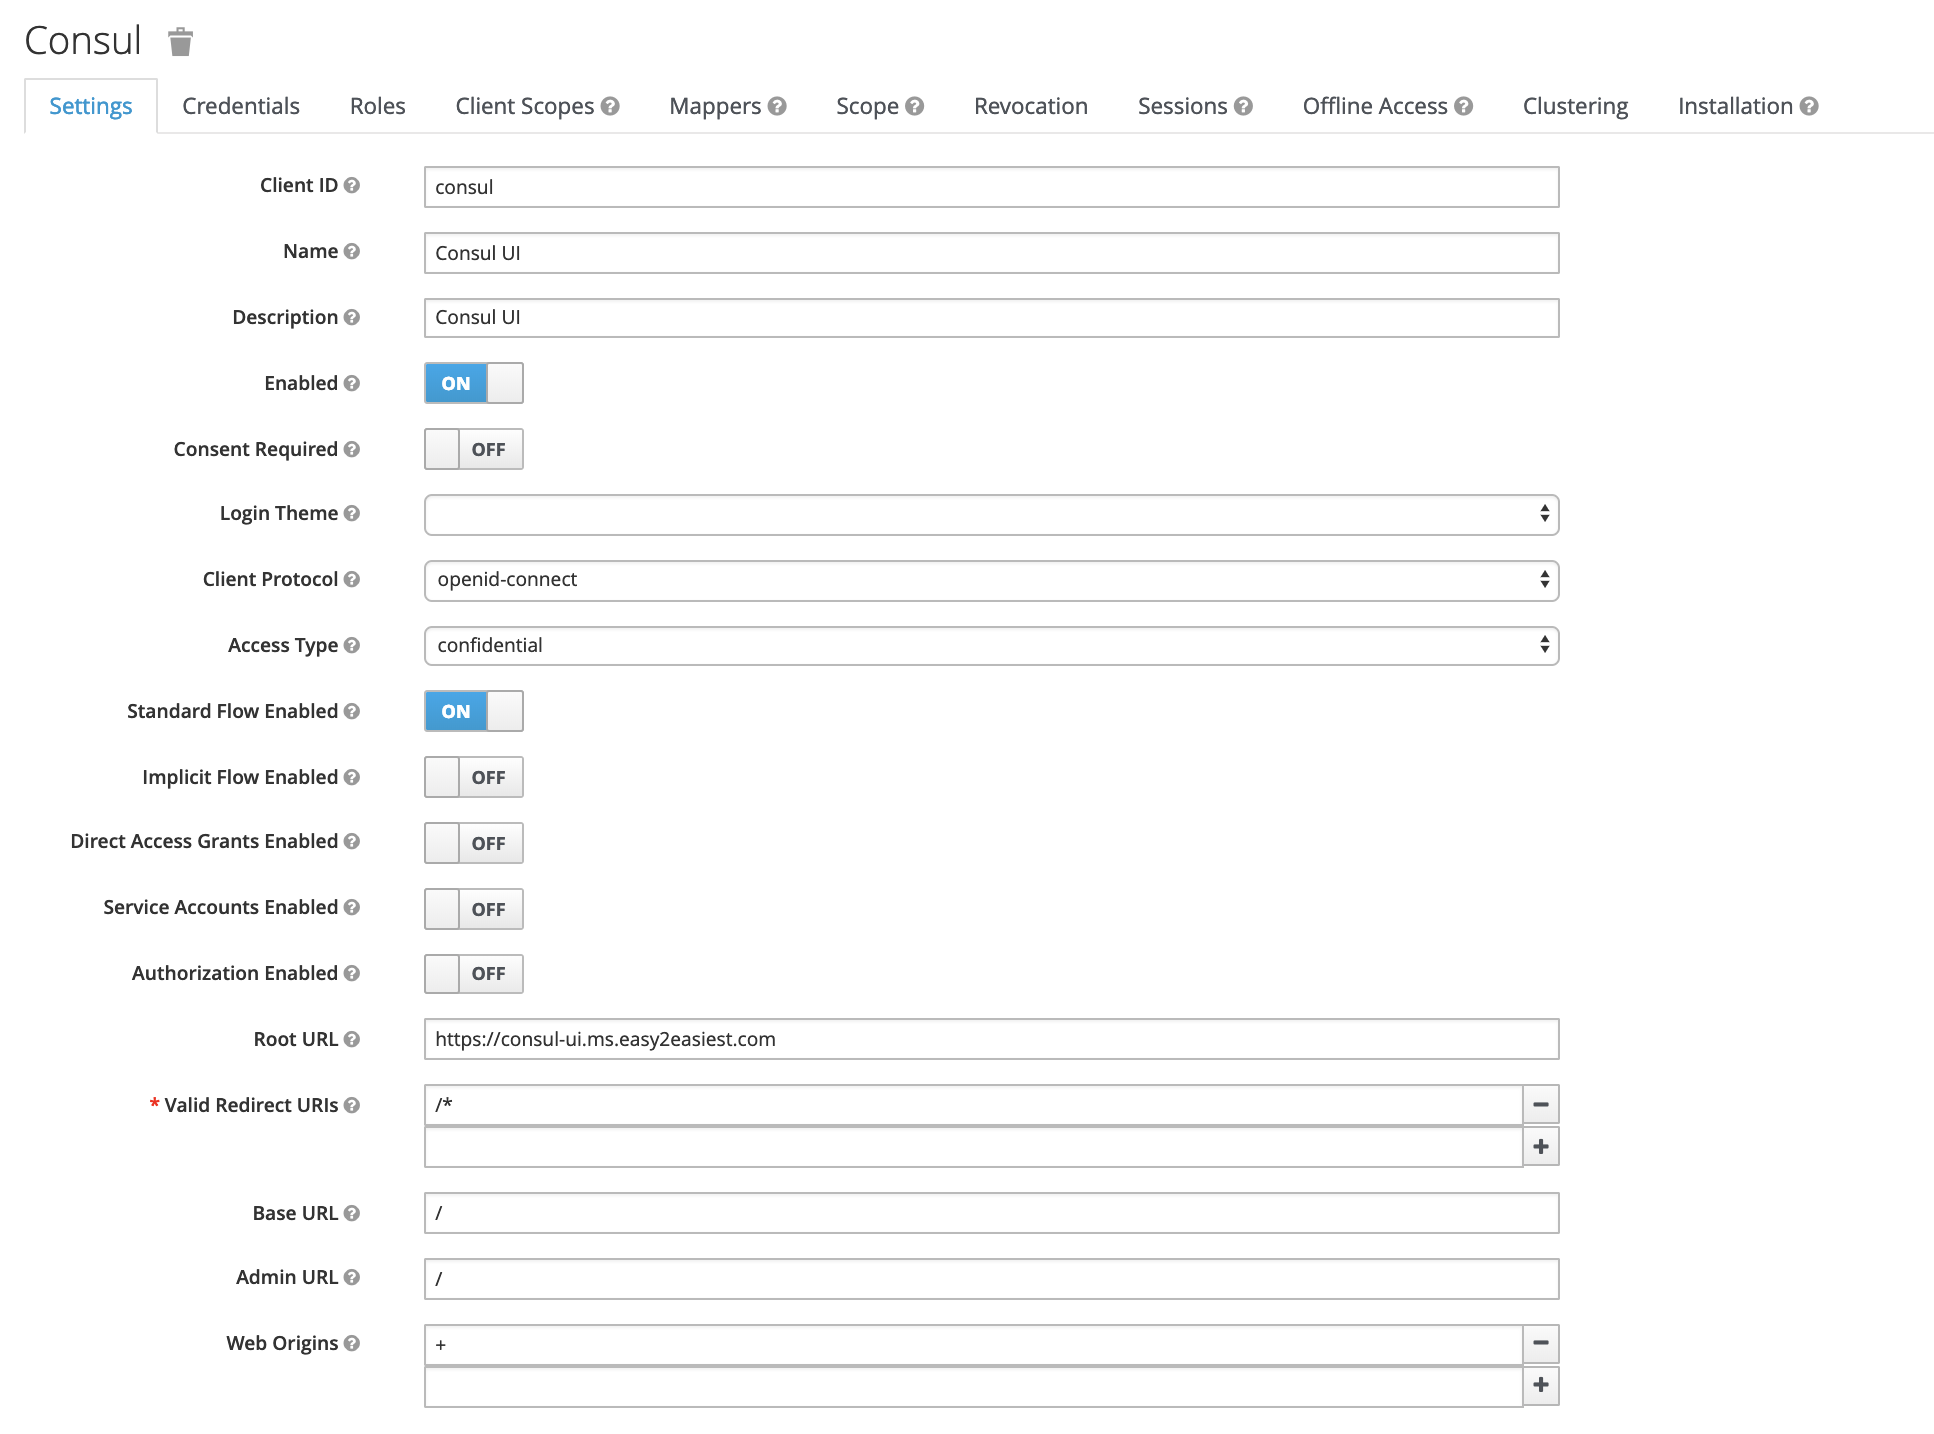 Consul
Settings Credentials Roles Client Scopes Mappers Scope Revocation Sessions Offline Access Clustering Installation
Client ID consul
Name Consul UI
Description Consul UI
Enabled ON
Consent Required OFF
Login Theme
Client Protocol openid-connect
Access Type confidential
Standard Flow Enabled ON
Implicit Flow Enabled OFF
Direct Access Grants Enabled OFF
Service Accounts Enabled OFF
Authorization Enabled OFF
Root URL https://consul-ui.ms.easy2easiest.com
* Valid Redirect URIs /*
Base URL /
Admin URL /
Web Origins +